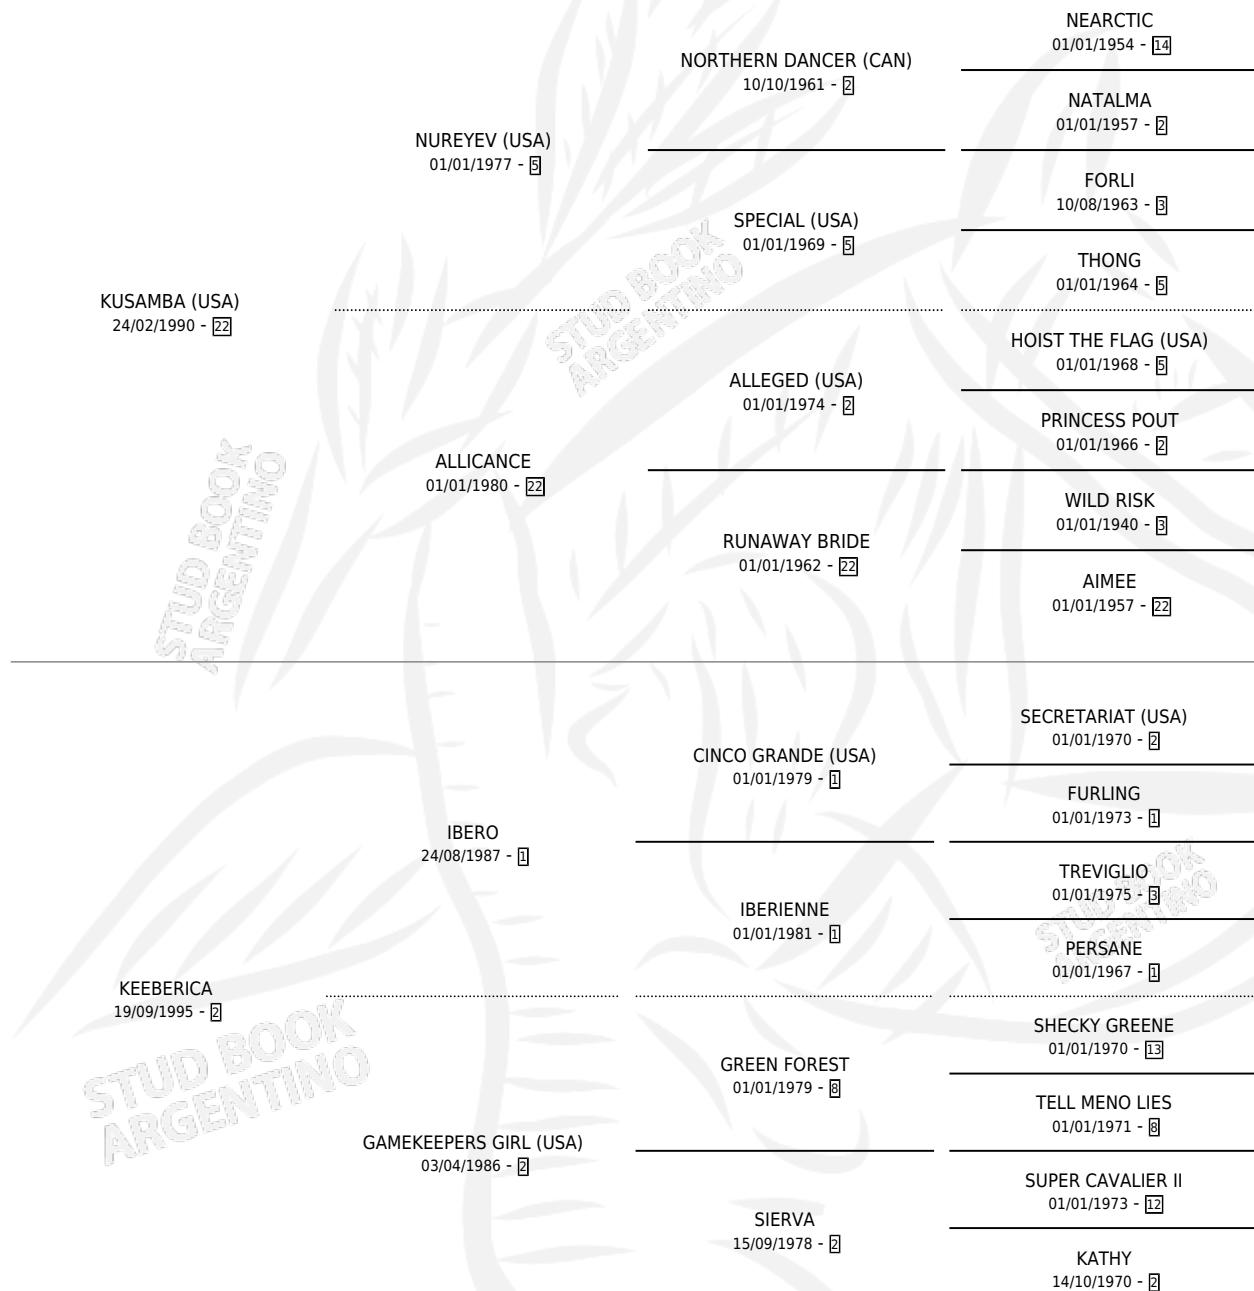 NEARCTIC
01/01/1954 - 14
NORTHERN DANCER (CAN)
10/10/1961 - 2
NATALMA
01/01/1957 - 2
NUREYEV (USA)
01/01/1977 - 5
FORLI
10/08/1963 - 3
SPECIAL (USA)
01/01/1969 - 5
THONG
01/01/1964 - 5
KUSAMBA (USA)
24/02/1990 - 22
HOIST THE FLAG (USA)
01/01/1968 - 5
ALLEGED (USA)
01/01/1974 - 2
PRINCESS POUT
01/01/1966 - 2
ALLICANCE
01/01/1980 - 22
WILD RISK
01/01/1940 - 3
RUNAWAY BRIDE
01/01/1962 - 22
AIMEE
01/01/1957 - 22
SECRETARIAT (USA)
01/01/1970 - 2
CINCO GRANDE (USA)
01/01/1979 - 1
FURLING
01/01/1973 - 1
IBERO
24/08/1987 - 1
TREVIGLIO
01/01/1975 - 3
IBERIENNE
01/01/1981 - 1
PERSANE
01/01/1967 - 1
KEEBERICA
19/09/1995 - 2
SHECKY GREENE
01/01/1970 - 13
GREEN FOREST
01/01/1979 - 8
TELL MENO LIES
01/01/1971 - 8
GAMEKEEPERS GIRL (USA)
03/04/1986 - 2
SUPER CAVALIER II
01/01/1973 - 12
SIERVA
15/09/1978 - 2
KATHY
14/10/1970 - 2
STUD BOOK
ARGENTINO
STUD BOOK
ARGENTINO
STUD BOOK
ARGENTINO
STUD BOOK
ARGENTINO